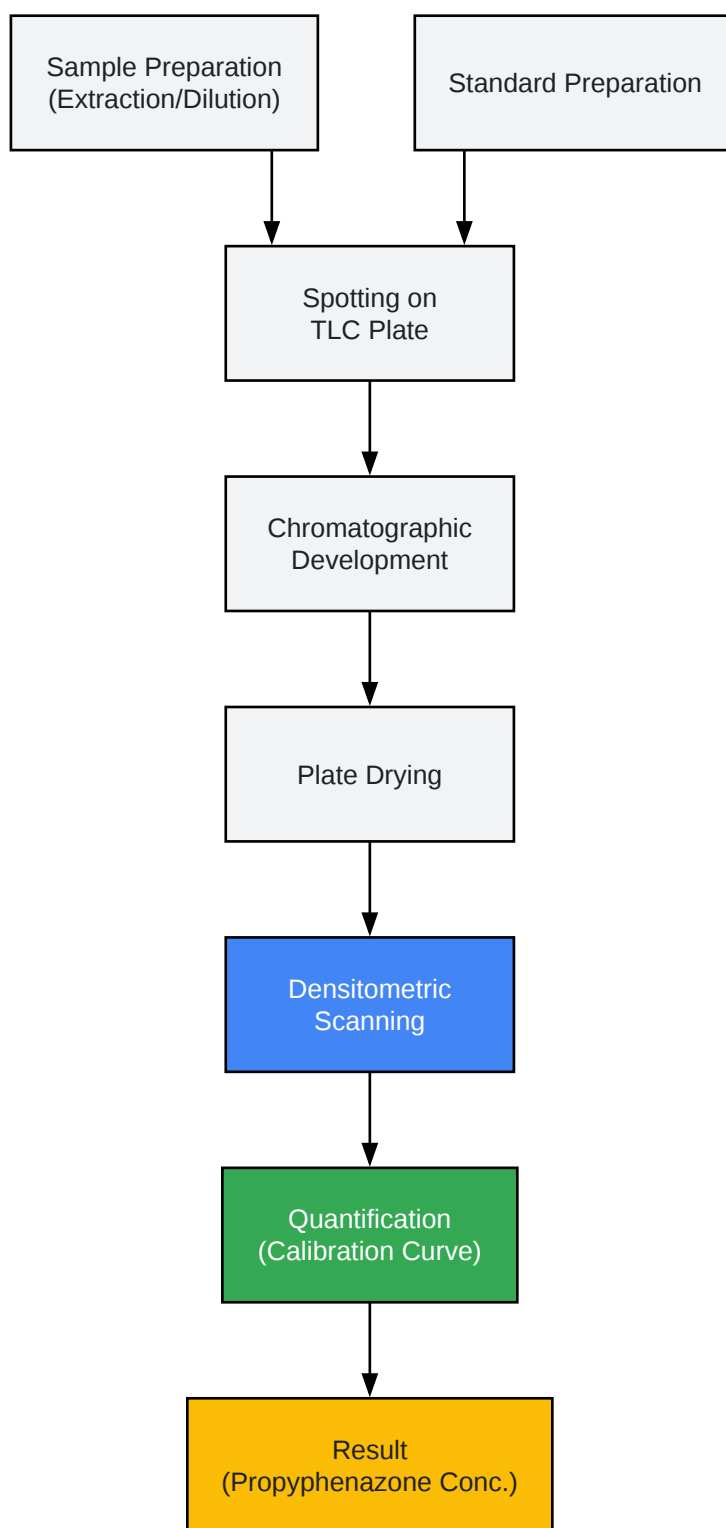 Sample Preparation
(Extraction/Dilution)
Standard Preparation
Spotting on
TLC Plate
Chromatographic
Development
Plate Drying
Densitometric
Scanning
Quantification
(Calibration Curve)
Result
(Propyphenazone Conc.)